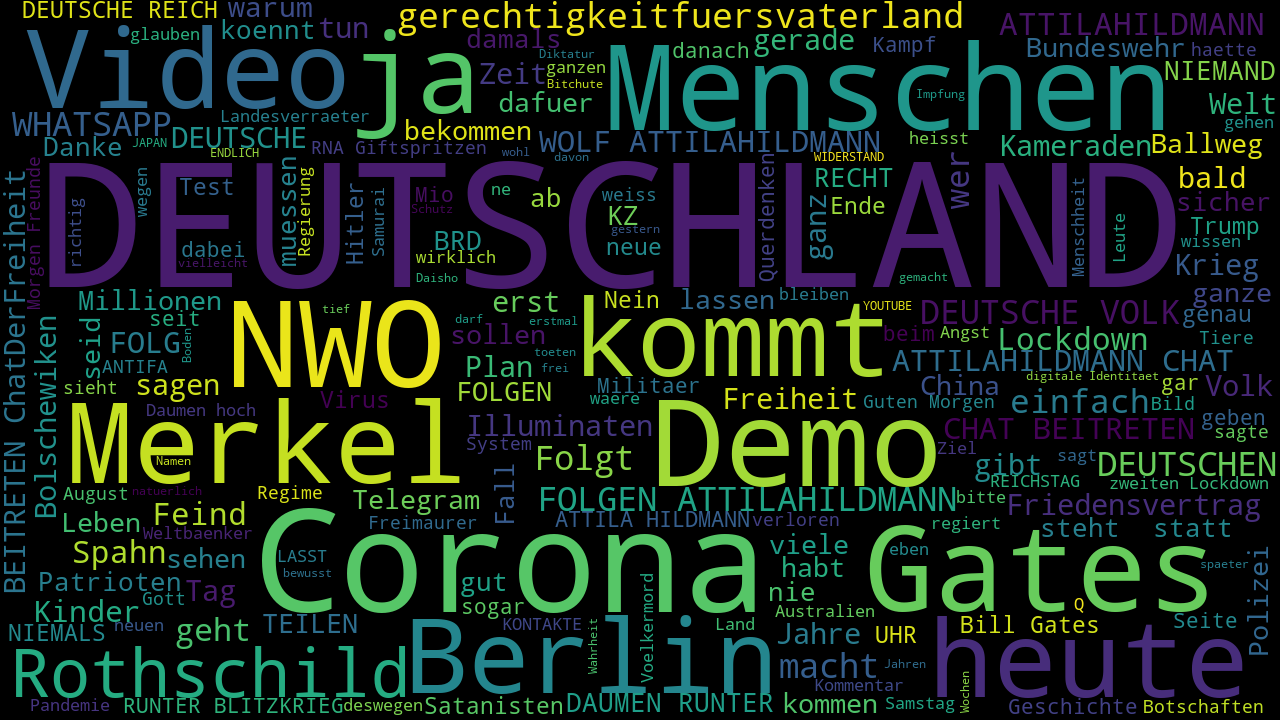 DEUTSCHE REICH warum gerechtigkeitfuersvaterland ATTILAHILDMANN
glauben koennt tun damals danach gerade Kampf Bundeswehr haette
Video ja Zeit Diktatur ganzen Bitchute Menschen NIEMAND
dafuer Impfung Welt
WHATSAPP Landesverraeter bekommen gehen
Danke JAPAN DEUTSCHE RNA Giftspritzen WOLF ATTILAHILDMANN heisst Kameraden Ballweg
ENDLICH wohl davon WIDERSTAND
Morgen Freunde wegen Test muessen Regierung Hitler Samurai Mio ne ab weiss Querdenken RECHT wer bald
richtig Schutz KZ ganz Ende Menschheit Leute sicher
DEUTSCHLAND
dabei BRD gestern neue Trump
vielleicht wirklich wissen
Daisho gemacht Krieg
BEITRETEN ChatDerFreiheit Millionen tief erst Nein lassen bleiben YOUTUBE DEUTSCHE VOLK ganze
seit NWO darf erstmal kommt genau
Bolschewiken seid FOLG Boden sollen beim Angst Lockdown Tiere
ANTIFA Plan toeten frei ATTILAHILDMANN CHAT
sieht sagen FOLGEN Militaer China digitale Identitaet gar Volk
waere Freiheit Guten Morgen einfach Bild
Virus Daumen hoch Merkel Illuminaten Demo CHAT BEITRETEN geben
System Ziel sagte
Namen Folgt gibt sagt DEUTSCHEN
August natuerlich Regime Telegram Fall FOLGEN ATTILAHILDMANN bitte REICHSTAG zweiten Lockdown
Leben Feind Freimaurer ATTILA HILDMANN verloren regiert Friedensvertrag
Weltbaenker steht statt
Spahn sehen LASST Corona viele eben Gates spaeter
bewusst habt
Patrioten Gott Tag gut nie Polizei
Kinder sogar Australien Q
NIEMALS neuen geht TEILEN KONTAKTE Wahrheit Voelkermord Land Jahre UHR Bill Gates Seite
Rothschild Berlin macht Jahren heute
Kommentar Wochen
Pandemie RUNTER BLITZKRIEG deswegen Satanisten DAUMEN RUNTER kommen Samstag Geschichte Botschaften